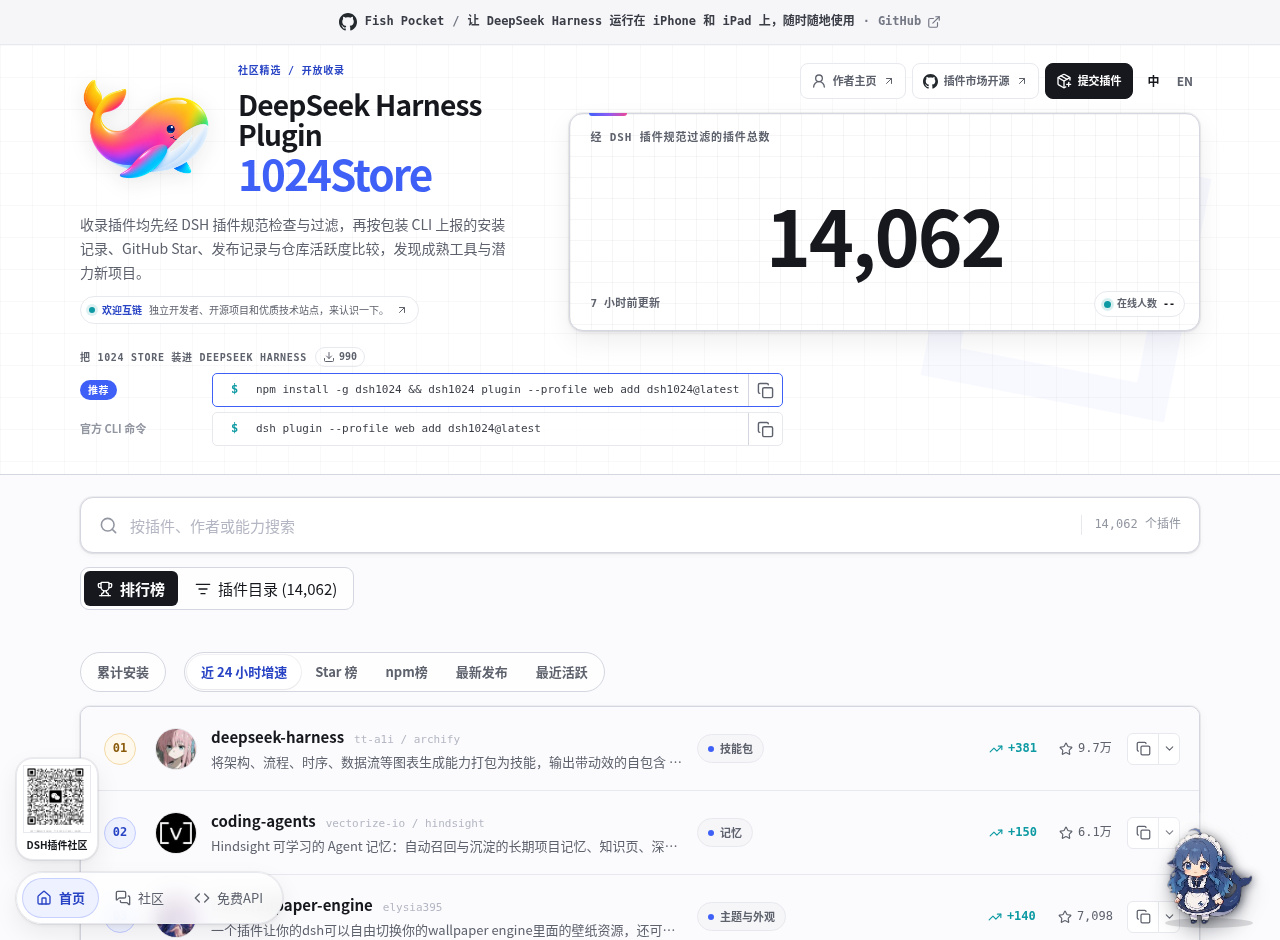 Fish Pocket / 让 DeepSeek Harness 运行在 iPhone 和 iPad 上，随时随地使用 · GitHub
社区精选 / 开放收录
DeepSeek Harness
Plugin
1024Store
作者主页
插件市场开源
提交插件
中
EN
收录插件均先经 DSH 插件规范检查与过滤，再按包装 CLI 上报的安装
记录、GitHub Star、发布记录与仓库活跃度比较，发现成熟工具与潜
力新项目。
欢迎互链 独立开发者、开源项目和优质技术站点，来认识一下。
经 DSH 插件规范过滤的插件总数
14,062
7 小时前更新
在线人数 --
把 1024 STORE 装进 DEEPSEEK HARNESS 990
推荐
$ npm install -g dsh1024 && dsh1024 plugin --profile web add dsh1024@latest
官方 CLI 命令
$ dsh plugin --profile web add dsh1024@latest
按插件、作者或能力搜索
14,062 个插件
排行榜
插件目录 (14,062)
累计安装
近 24 小时增速
Star 榜
npm榜
最新发布
最近活跃
01
deepseek-harness tt-a1i / archify
将架构、流程、时序、数据流等图表生成能力打包为技能，输出带动效的自包含 …
技能包
+381
9.7万
02
coding-agents vectorize-io / hindsight
Hindsight 可学习的 Agent 记忆：自动召回与沉淀的长期项目记忆、知识页、深…
记忆
+150
6.1万
aper-engine elysia395
一个插件让你的dsh可以自由切换你的wallpaper engine里面的壁纸资源，还可…
主题与外观
+140
7,098
DSH插件社区
首页
社区
免费API